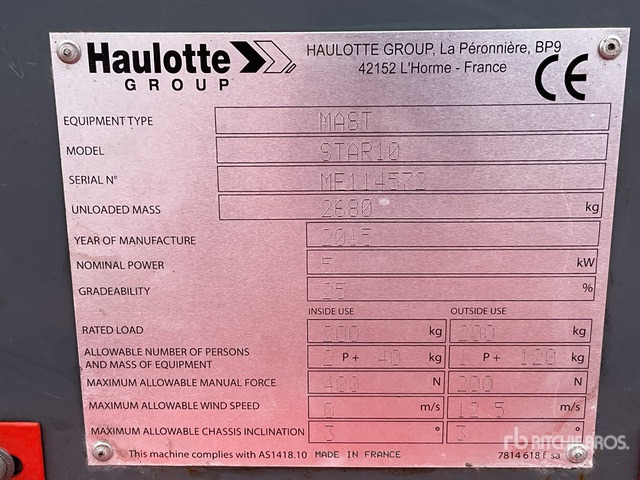 Haulotte
GROUP
HAULOTTE GROUP, La Péronnière, BP9
42152 L'Horme - France
CE
EQUIPMENT TYPE MAST
MODEL STAR10
SERIAL N° ME114572
UNLOADED MASS 2680 kg
YEAR OF MANUFACTURE 2015
NOMINAL POWER 5 kW
GRADEABILITY 25 %
INSIDE USE OUTSIDE USE
RATED LOAD 200 kg 200 kg
ALLOWABLE NUMBER OF PERSONS
AND MASS OF EQUIPMENT 2 P+ 40 kg 1 P+ 120 kg
MAXIMUM ALLOWABLE MANUAL FORCE 400 N 200 N
MAXIMUM ALLOWABLE WIND SPEED 0 m/s 12.5 m/s
MAXIMUM ALLOWABLE CHASSIS INCLINATION 3 ° 3 °
This machine complies with AS1418.10 MADE IN FRANCE 7814 618 f sa
rb RITCHIE BROS.